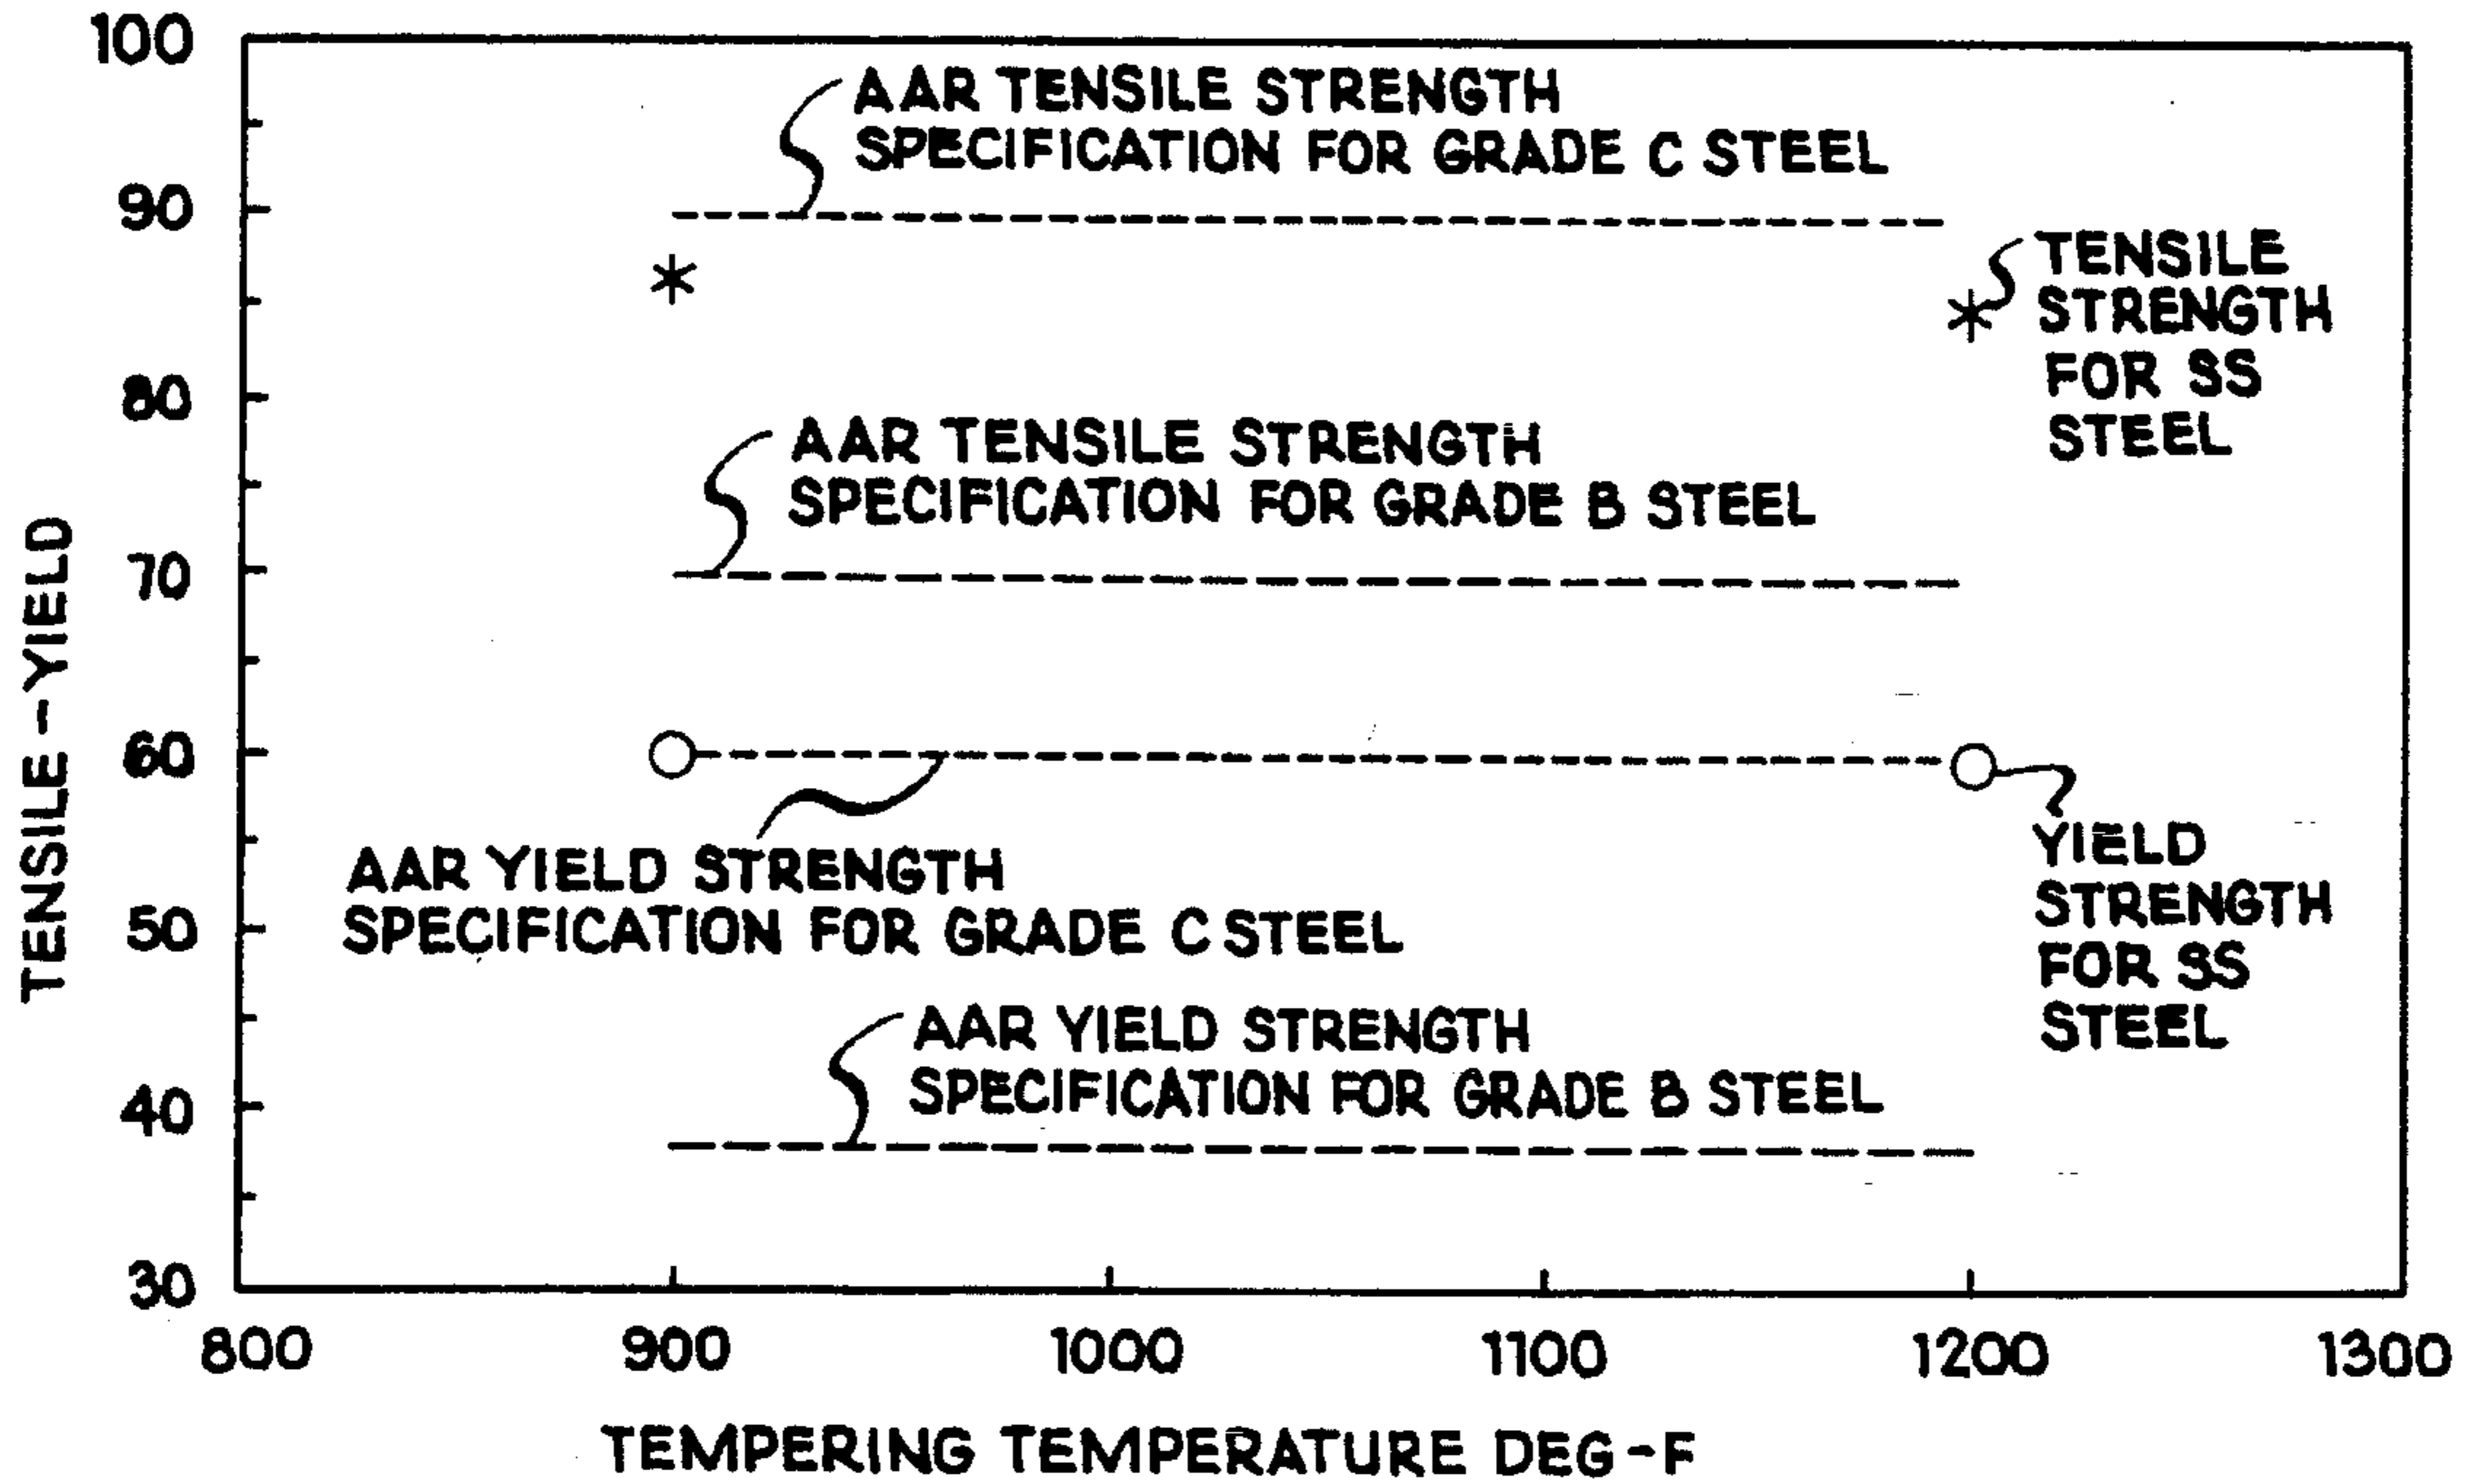 100
AAR TENSILE STRENGTH
SPECIFICATION FOR GRADE C STEEL
90
TENSILE
STRENGTH
FOR SS
STEEL
80
AAR TENSILE STRENGTH
SPECIFICATION FOR GRADE B STEEL
70
TENSILE-YIELD
60
AAR YIELD STRENGTH
SPECIFICATION FOR GRADE C STEEL
YIELD
STRENGTH
FOR SS
STEEL
50
AAR YIELD STRENGTH
SPECIFICATION FOR GRADE B STEEL
40
30
800 900 1000 1100 1200 1300
TEMPERING TEMPERATURE DEG-F